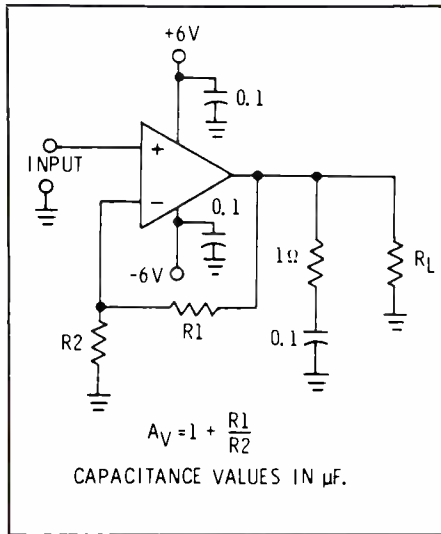 +6V
0.1
+
INPUT
−
0.1
-6V
1Ω
RL
R1
R2
0.1
AV = 1 + R1/R2
CAPACITANCE VALUES IN µF.